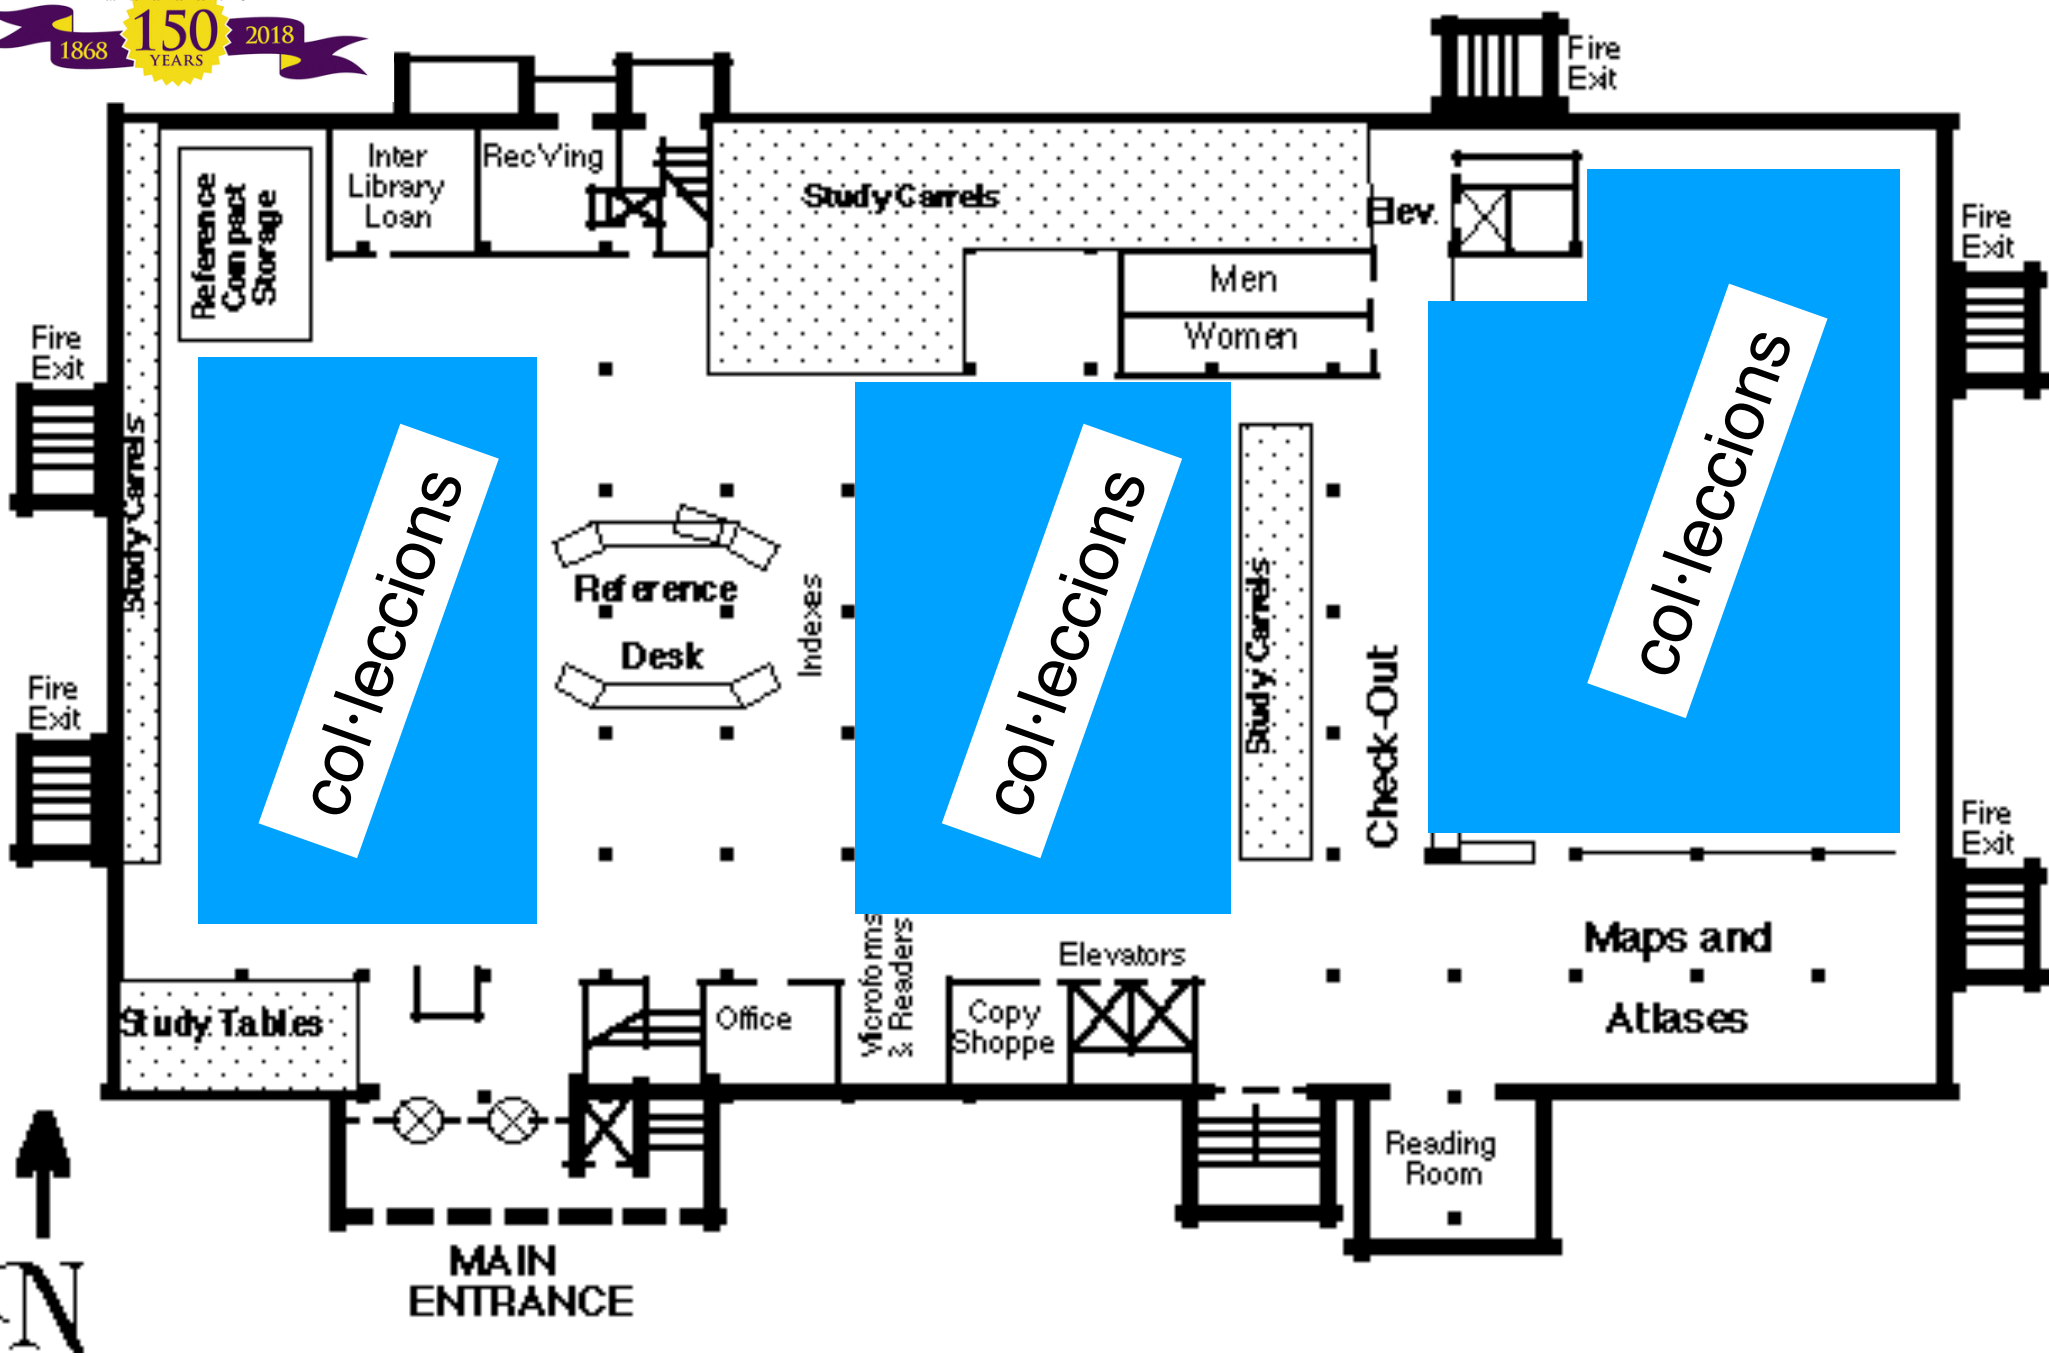 1868
150
YEARS
2018
Fire
Exit
Inter
Library
Loan
Rec'Ving
Reference
Compact
Storage
Study Carrels
Elev.
Men
Women
Fire
Exit
Fire
Exit
Study Carrels
col·leccions
Reference
Desk
Indexes
col·leccions
Study Carrels
Check-Out
col·leccions
Fire
Exit
Fire
Exit
Maps and
Atlases
Study Tables
Office
Microforms
& Readers
Copy
Shoppe
Elevators
Reading
Room
MAIN
ENTRANCE
N